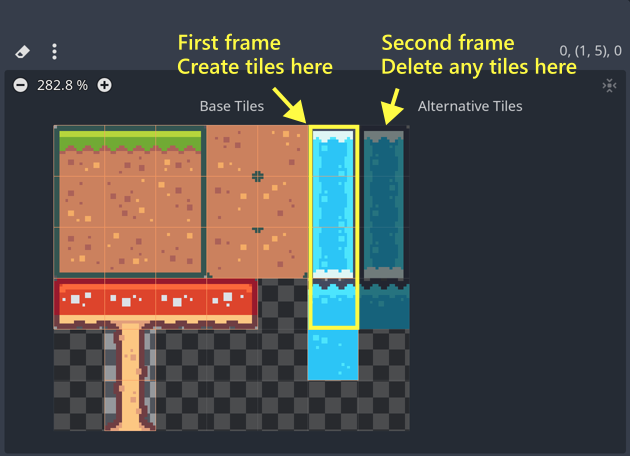 First frame
Create tiles here
Second frame
Delete any tiles here
0, (1, 5), 0
282.8 %
Base Tiles
Alternative Tiles